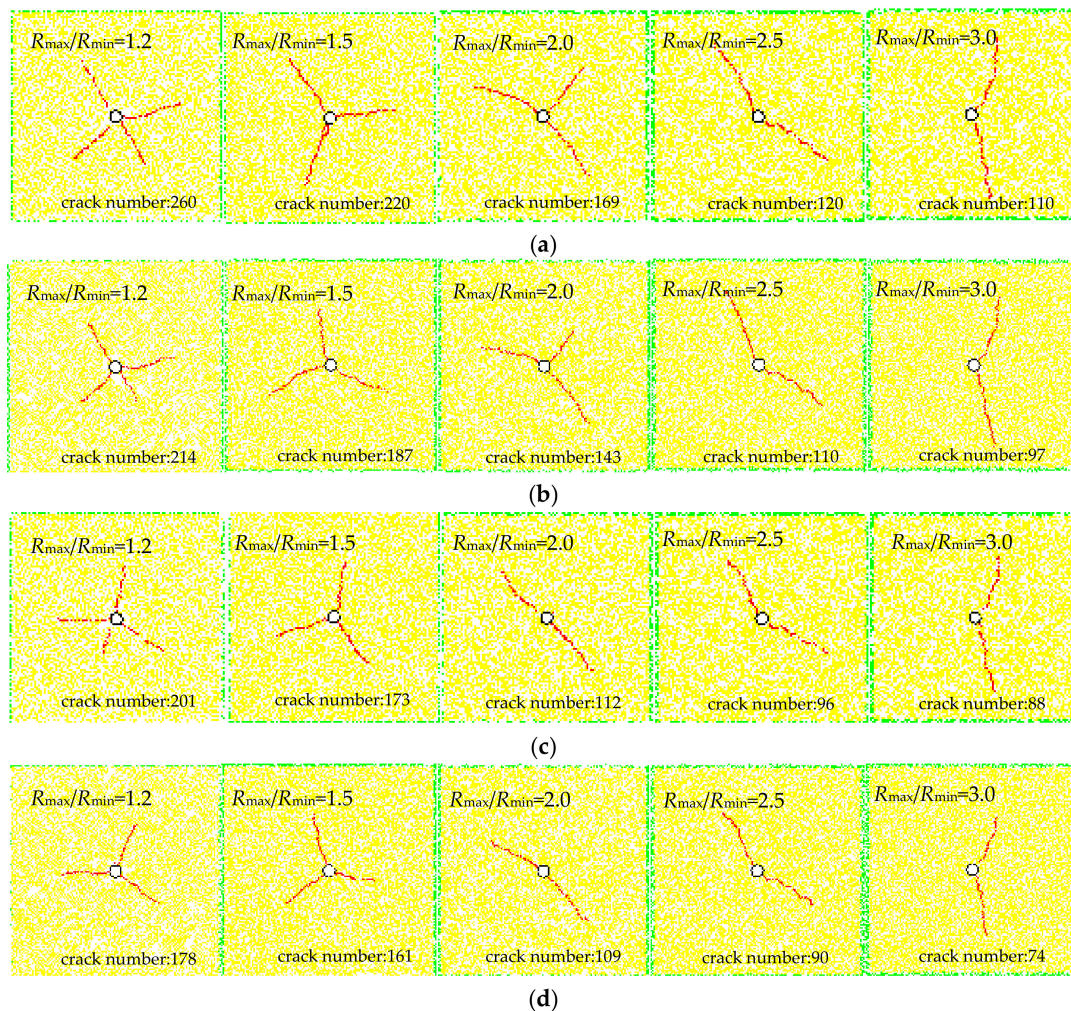 Rmax/Rmin=1.2 Rmax/Rmin=1.5 Rmax/Rmin=2.0 Rmax/Rmin=2.5 Rmax/Rmin=3.0
crack number:260 crack number:220 crack number:169 crack number:120 crack number:110
(a)
Rmax/Rmin=1.2 Rmax/Rmin=1.5 Rmax/Rmin=2.0 Rmax/Rmin=2.5 Rmax/Rmin=3.0
crack number:214 crack number:187 crack number:143 crack number:110 crack number:97
(b)
Rmax/Rmin=1.2 Rmax/Rmin=1.5 Rmax/Rmin=2.0 Rmax/Rmin=2.5 Rmax/Rmin=3.0
crack number:201 crack number:173 crack number:112 crack number:96 crack number:88
(c)
Rmax/Rmin=1.2 Rmax/Rmin=1.5 Rmax/Rmin=2.0 Rmax/Rmin=2.5 Rmax/Rmin=3.0
crack number:178 crack number:161 crack number:109 crack number:90 crack number:74
(d)